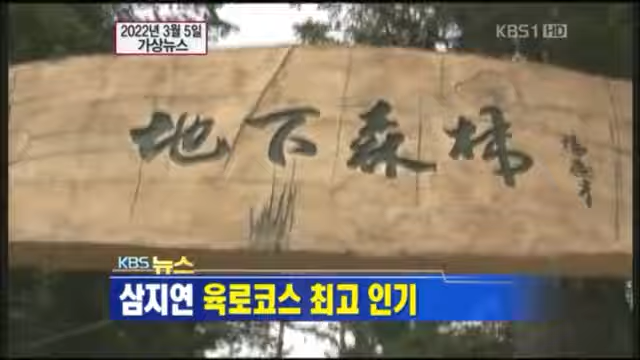 2022년 3월 5일
가상뉴스
KBS1 HD
地下森林
KBS 뉴스
삼지연 육로코스 최고 인기